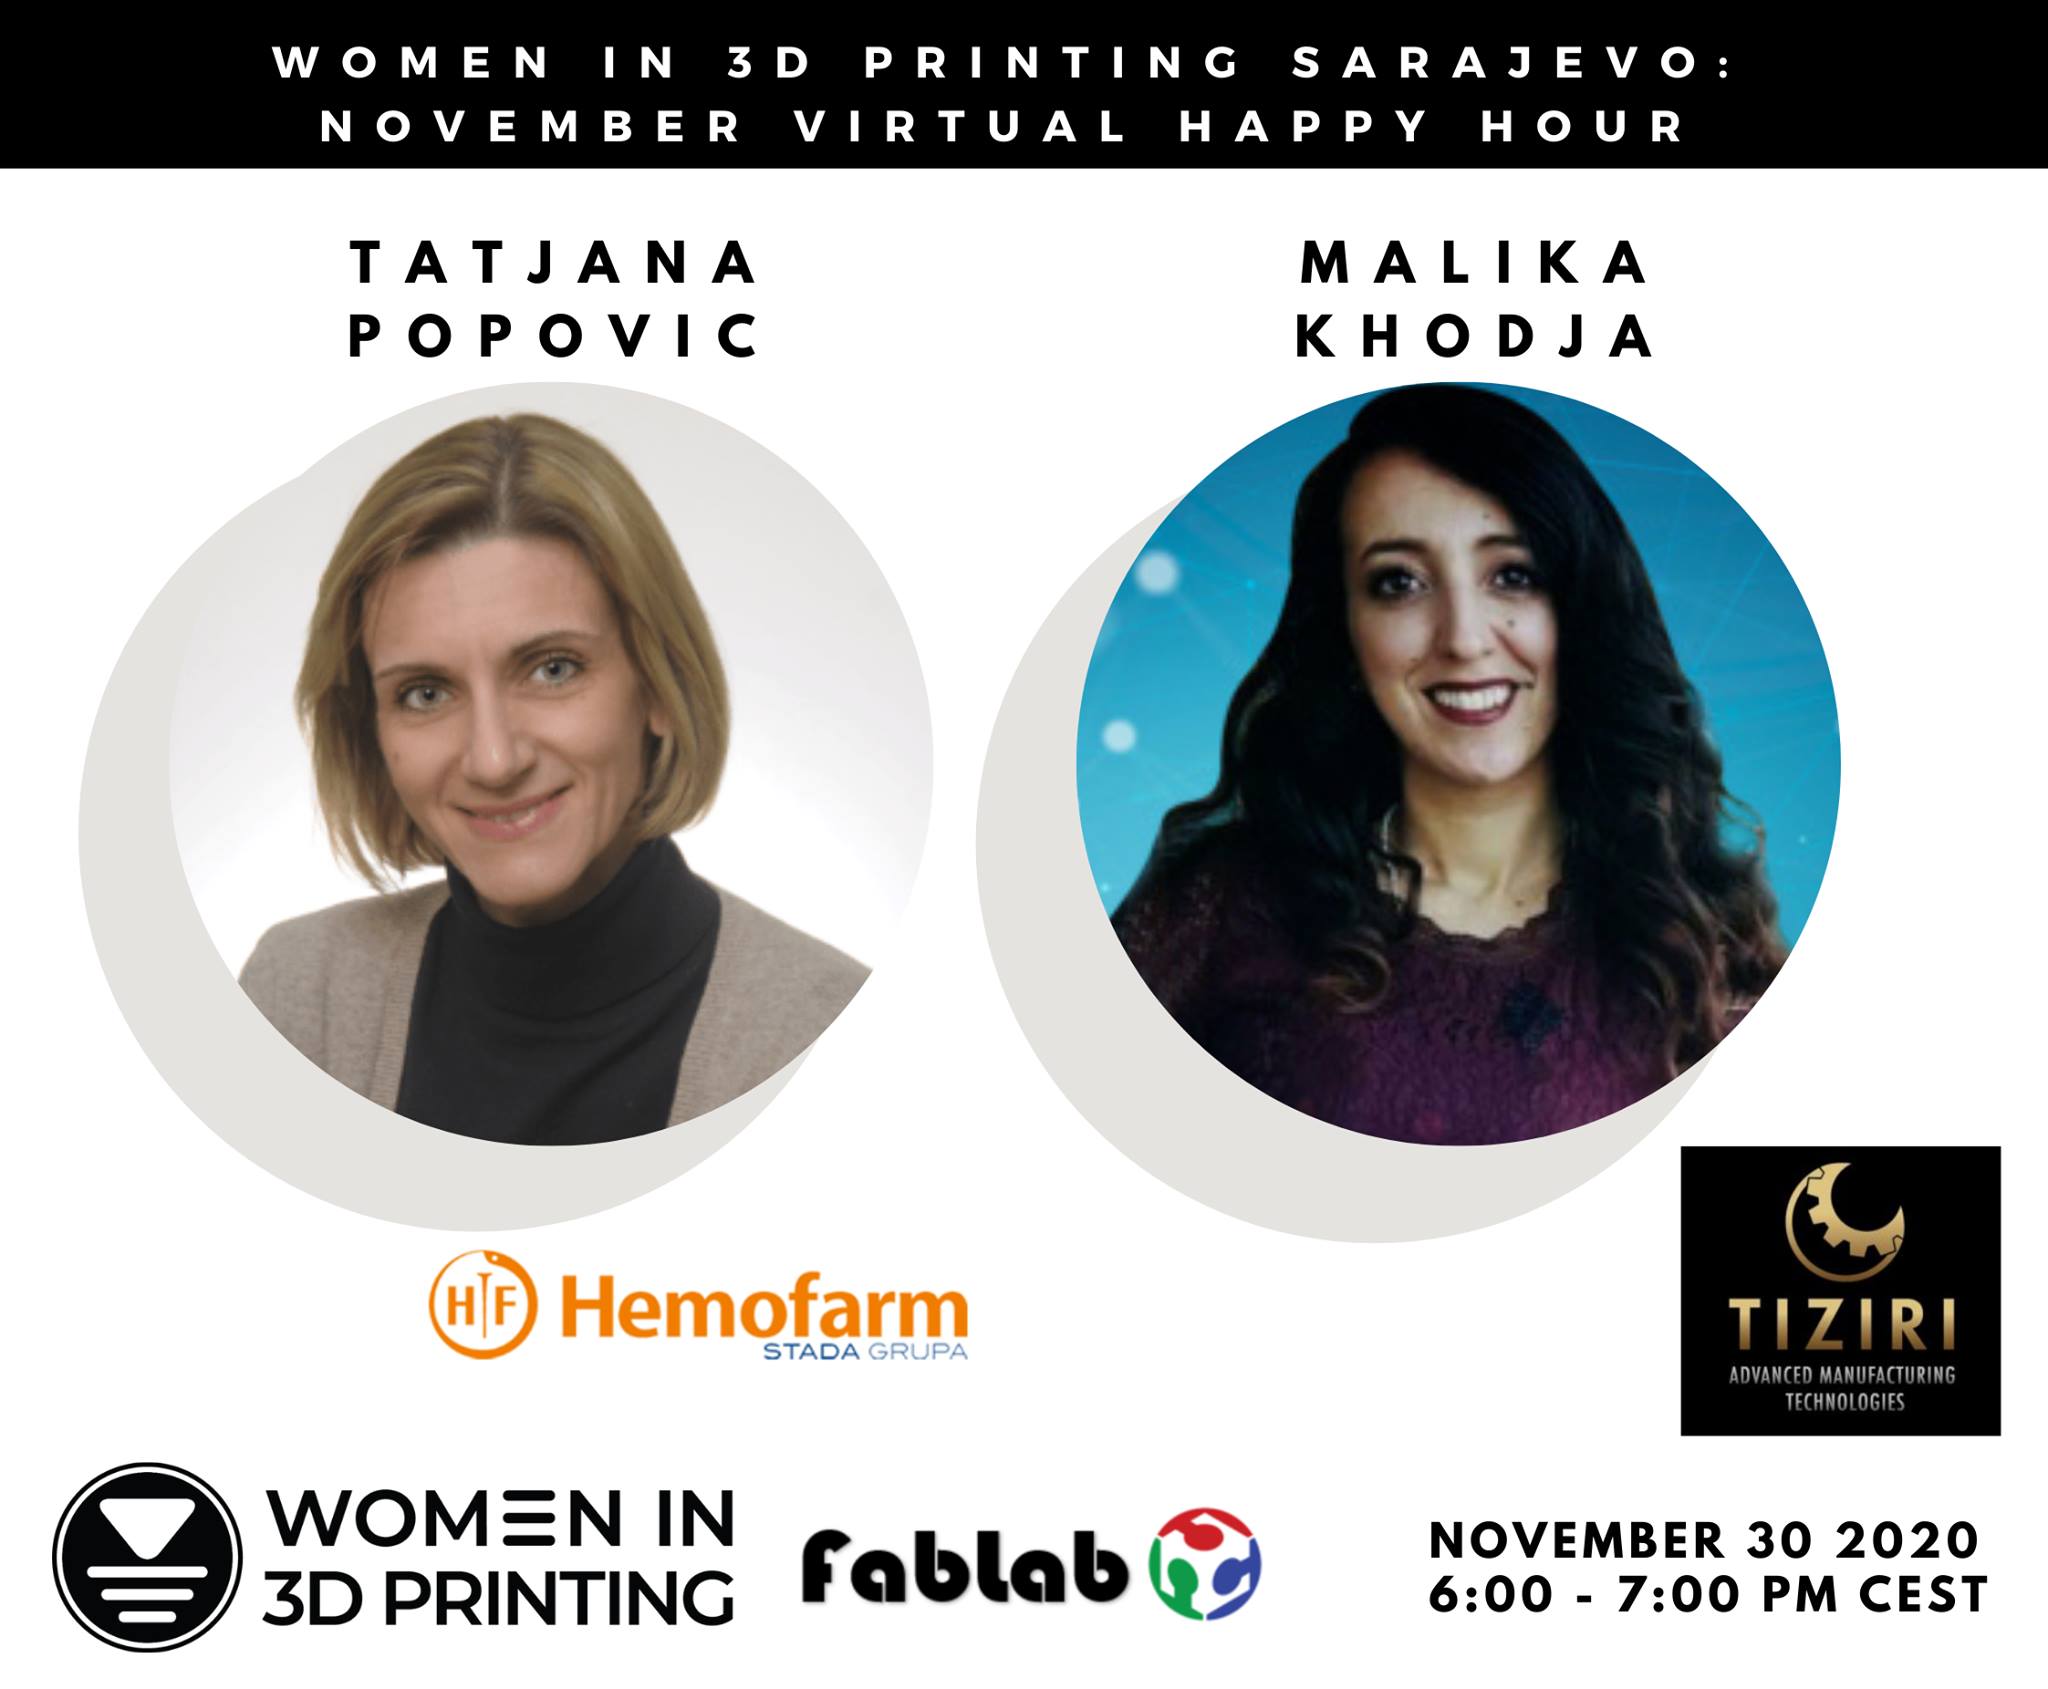 WOMEN IN 3D PRINTING SARAJEVO:
NOVEMBER VIRTUAL HAPPY HOUR
TATJANA
POPOVIC
MALIKA
KHODJA
HF Hemofarm
STADA GRUPA
TIZIRI
ADVANCED MANUFACTURING
TECHNOLOGIES
WOMEN IN
3D PRINTING
FabLab
NOVEMBER 30 2020
6:00 - 7:00 PM CEST